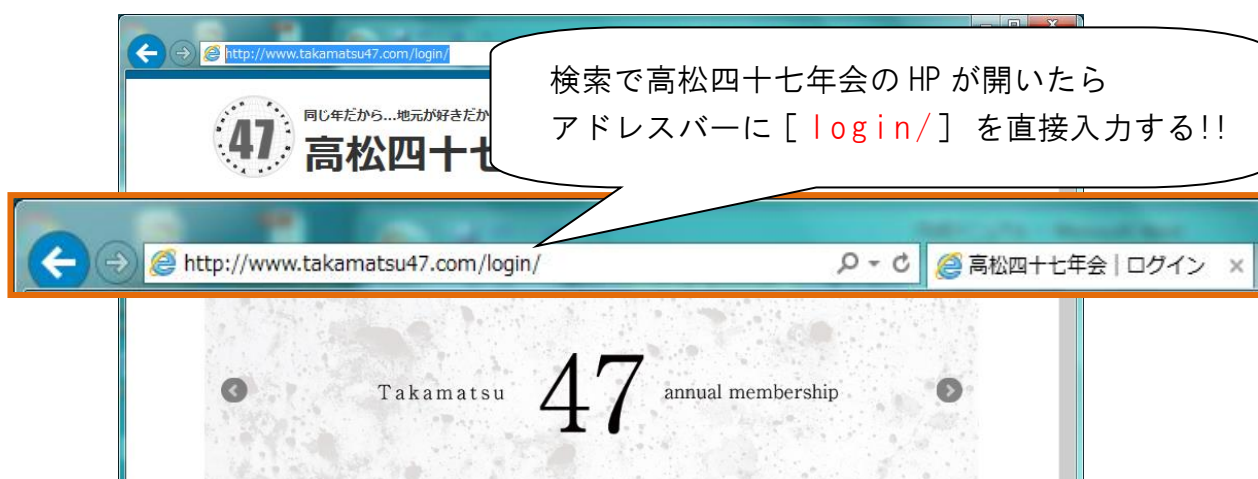 http://www.takamatsu47.com/login/
検索で高松四十七年会の HP が開いたら
アドレスバーに[login/] を直接入力する!!
47
同じ年だから...地元が好きだか
高松四十
http://www.takamatsu47.com/login/
高松四十七年会|ログイン
Takamatsu 47 annual membership